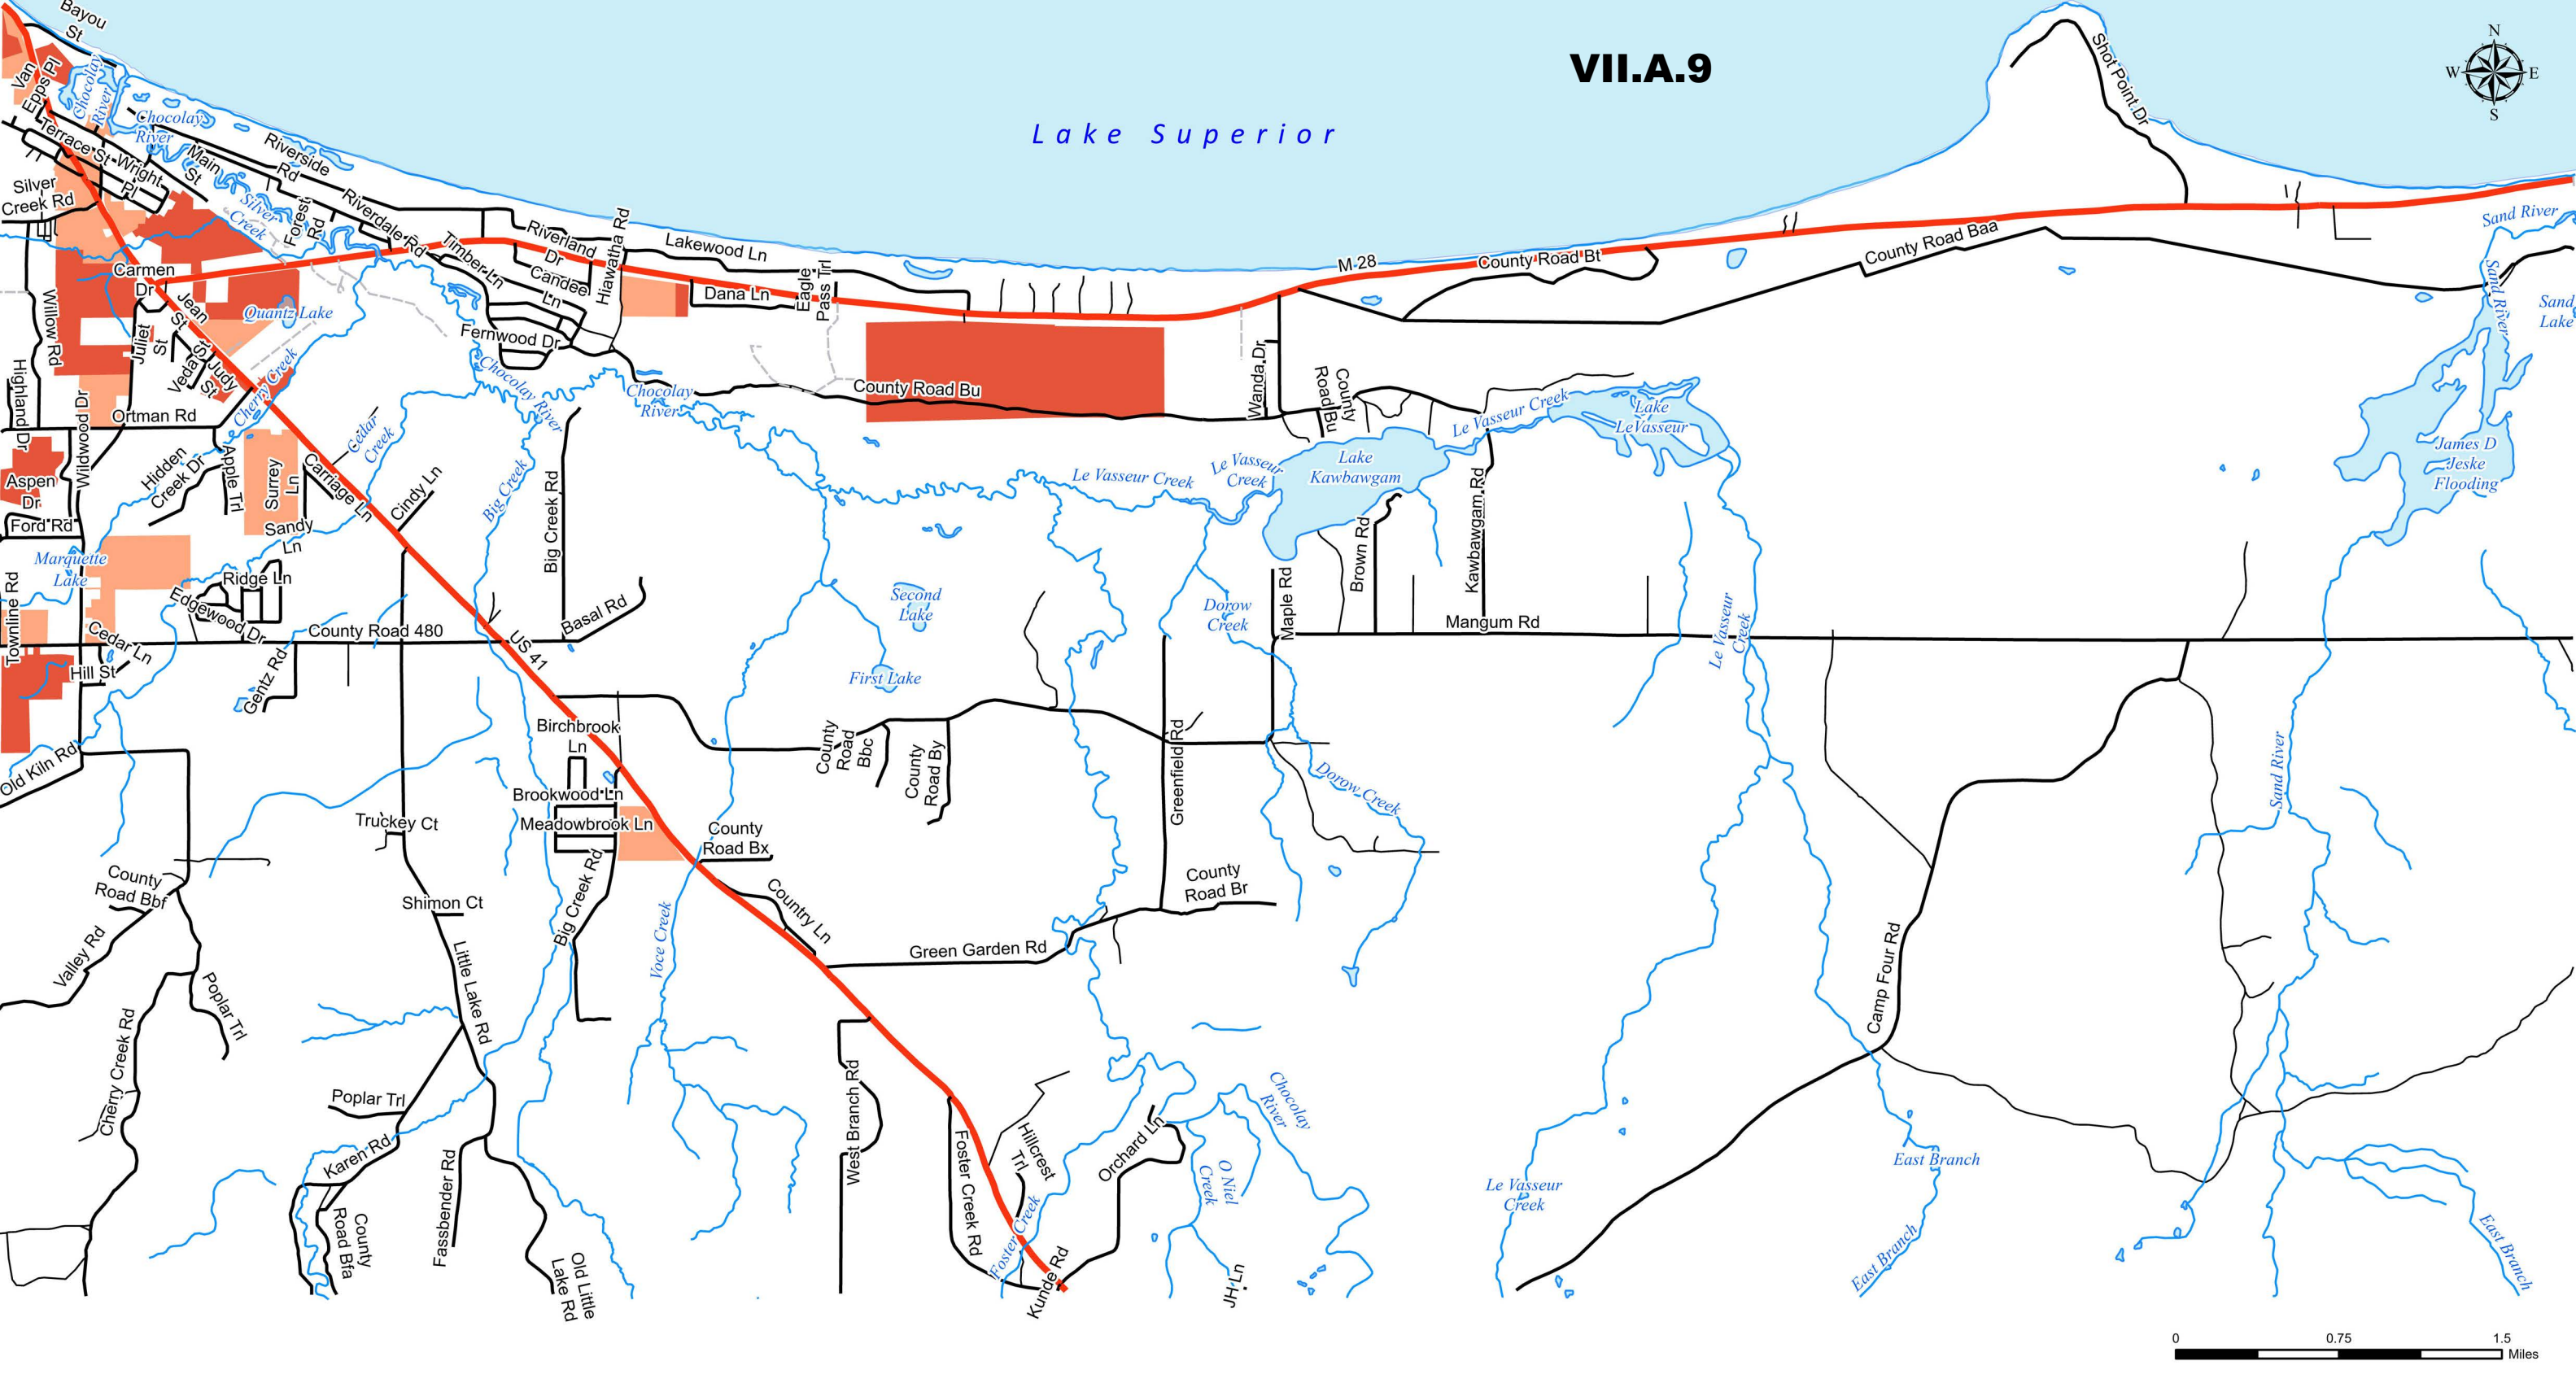 Bayou
St
VII.A.9
N
W
E
S
Lake Superior
Shot Point Dr
Van
Epps Pl
Chocolay
River
Chocolay
River
Terrace St
Wright
Pl
Main
St
Riverside
Rd
Silver
Creek Rd
Silver
Creek
Forest
Rd
Riverdale Rd
Timber Ln
Riverland
Dr
Candee
Ln
Hiawatha Rd
Lakewood Ln
Eagle
Pass Trl
Dana Ln
M-28
County Road Bt
County Road Baa
Sand River
Sand River
Sand
Lake
Carmen
Dr
Jean
St
Quantz Lake
Willow Rd
Juliet
St
Veda St
Judy
St
Fernwood Dr
Chocolay River
Chocolay
River
County Road Bu
Wanda Dr
County
Road Bu
Le Vasseur Creek
Lake
LeVasseur
James D
Jeske
Flooding
Highland Dr
Wildwood Dr
Ortman Rd
Cherry Creek
Cedar
Creek
Hidden
Creek Dr
Apple Trl
Surrey
Ln
Carriage Ln
Cindy Ln
Big Creek
Big Creek Rd
Le Vasseur Creek
Le Vasseur
Creek
Lake
Kawbawgam
Kawbawgam Rd
Brown Rd
Aspen
Dr
Ford Rd
Sandy
Ln
Marquette
Lake
Townline Rd
Ridge Ln
Edgewood Dr
Second
Lake
Dorow
Creek
Maple Rd
Basal Rd
County Road 480
US 41
Mangum Rd
Le Vasseur
Creek
Cedar Ln
Hill St
Gentz Rd
First Lake
Birchbrook
Ln
County
Road
Bbc
County
Road By
Greenfield Rd
Dorow Creek
Sand River
Old Kiln Rd
Brookwood Ln
Meadowbrook Ln
Truckey Ct
County
Road Bx
County
Road Bbf
Shimon Ct
Big Creek Rd
Country Ln
County
Road Br
Valley Rd
Little Lake Rd
Voce Creek
Green Garden Rd
Camp Four Rd
Poplar Trl
Cherry Creek Rd
Poplar Trl
West Branch Rd
Chocolay
River
Karen Rd
Fassbender Rd
Foster Creek Rd
Hillcrest
Trl
Orchard Ln
O Niel
Creek
Le Vasseur
Creek
East Branch
East Branch
East Branch
County
Road Bfa
Old Little
Lake Rd
Foster Creek
Kunde Rd
JH Ln
0
0.75
1.5
Miles